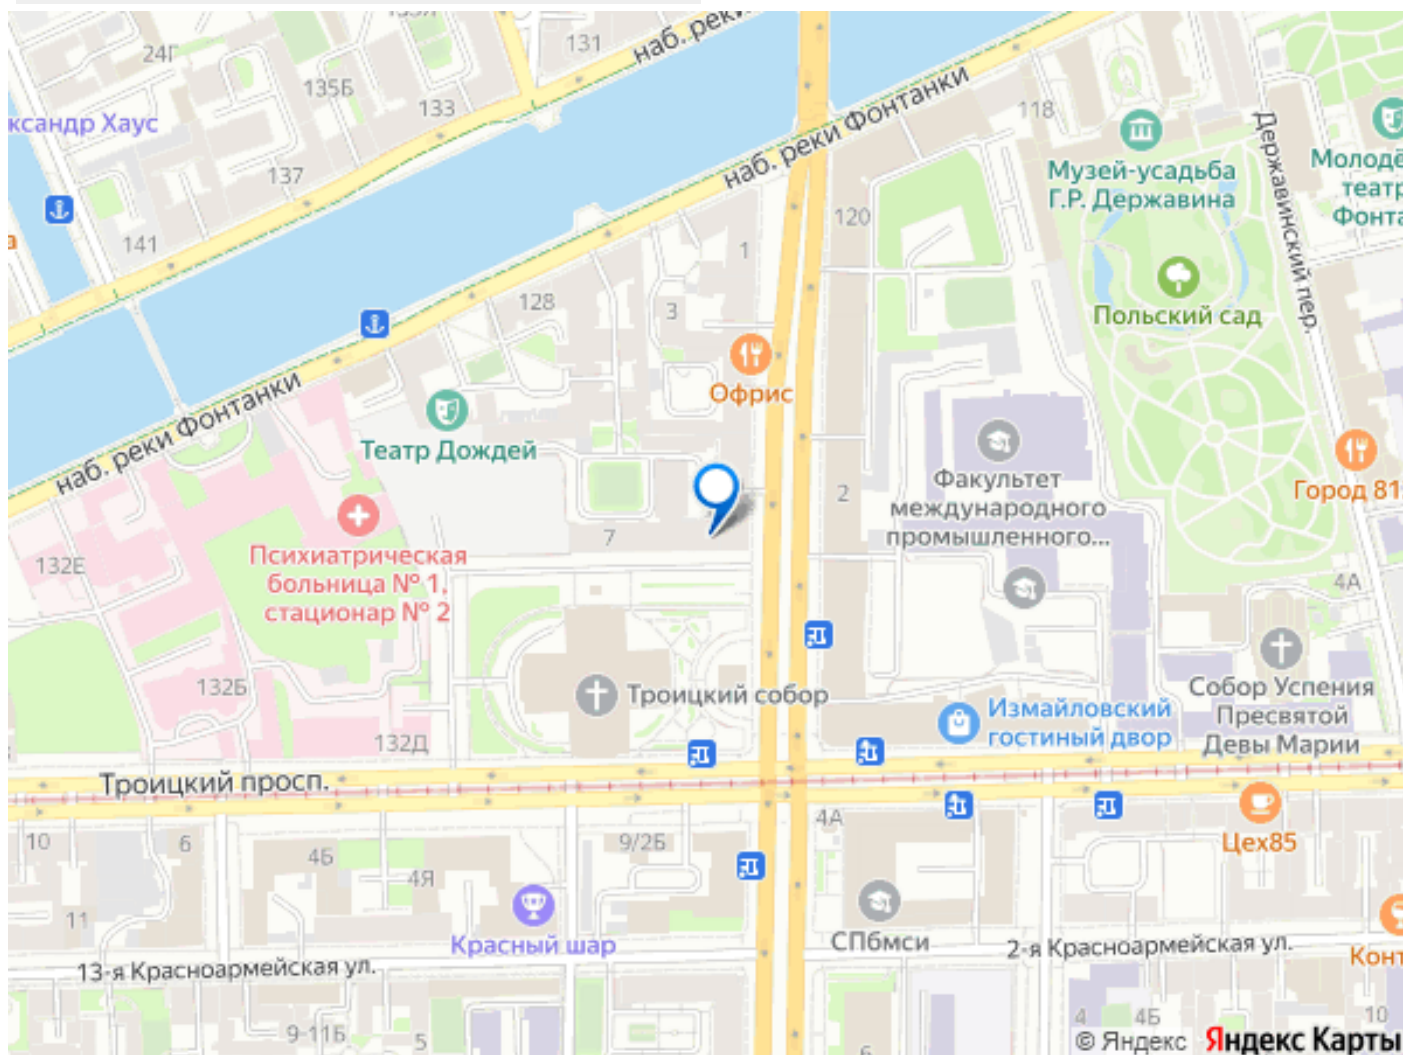 133Л
24Г
131
наб. реки
135Б
133
ксандр Хаус
137
141
наб. реки Фонтанки
118
Музей-усадьба
Г.Р. Державина
Державинский пер.
Молодё
театр
Фонта
а
120
1
128
3
Польский сад
Офрис
наб. реки Фонтанки
Театр Дождей
Факультет
международного
промышленного...
2
Город 81
7
Психиатрическая
больница № 1,
стационар № 2
132Е
4А
132Б
Троицкий собор
Собор Успения
Пресвятой
Девы Марии
Измайловский
гостиный двор
132Д
Троицкий просп.
10
6
4Б
4Я
9/2Б
4А
Цех85
11
Красный шар
СПбмси
2-я Красноармейская ул.
Конт
13-я Красноармейская ул.
9-11Б
5
6
4
4Б
10
© Яндекс Яндекс Карты